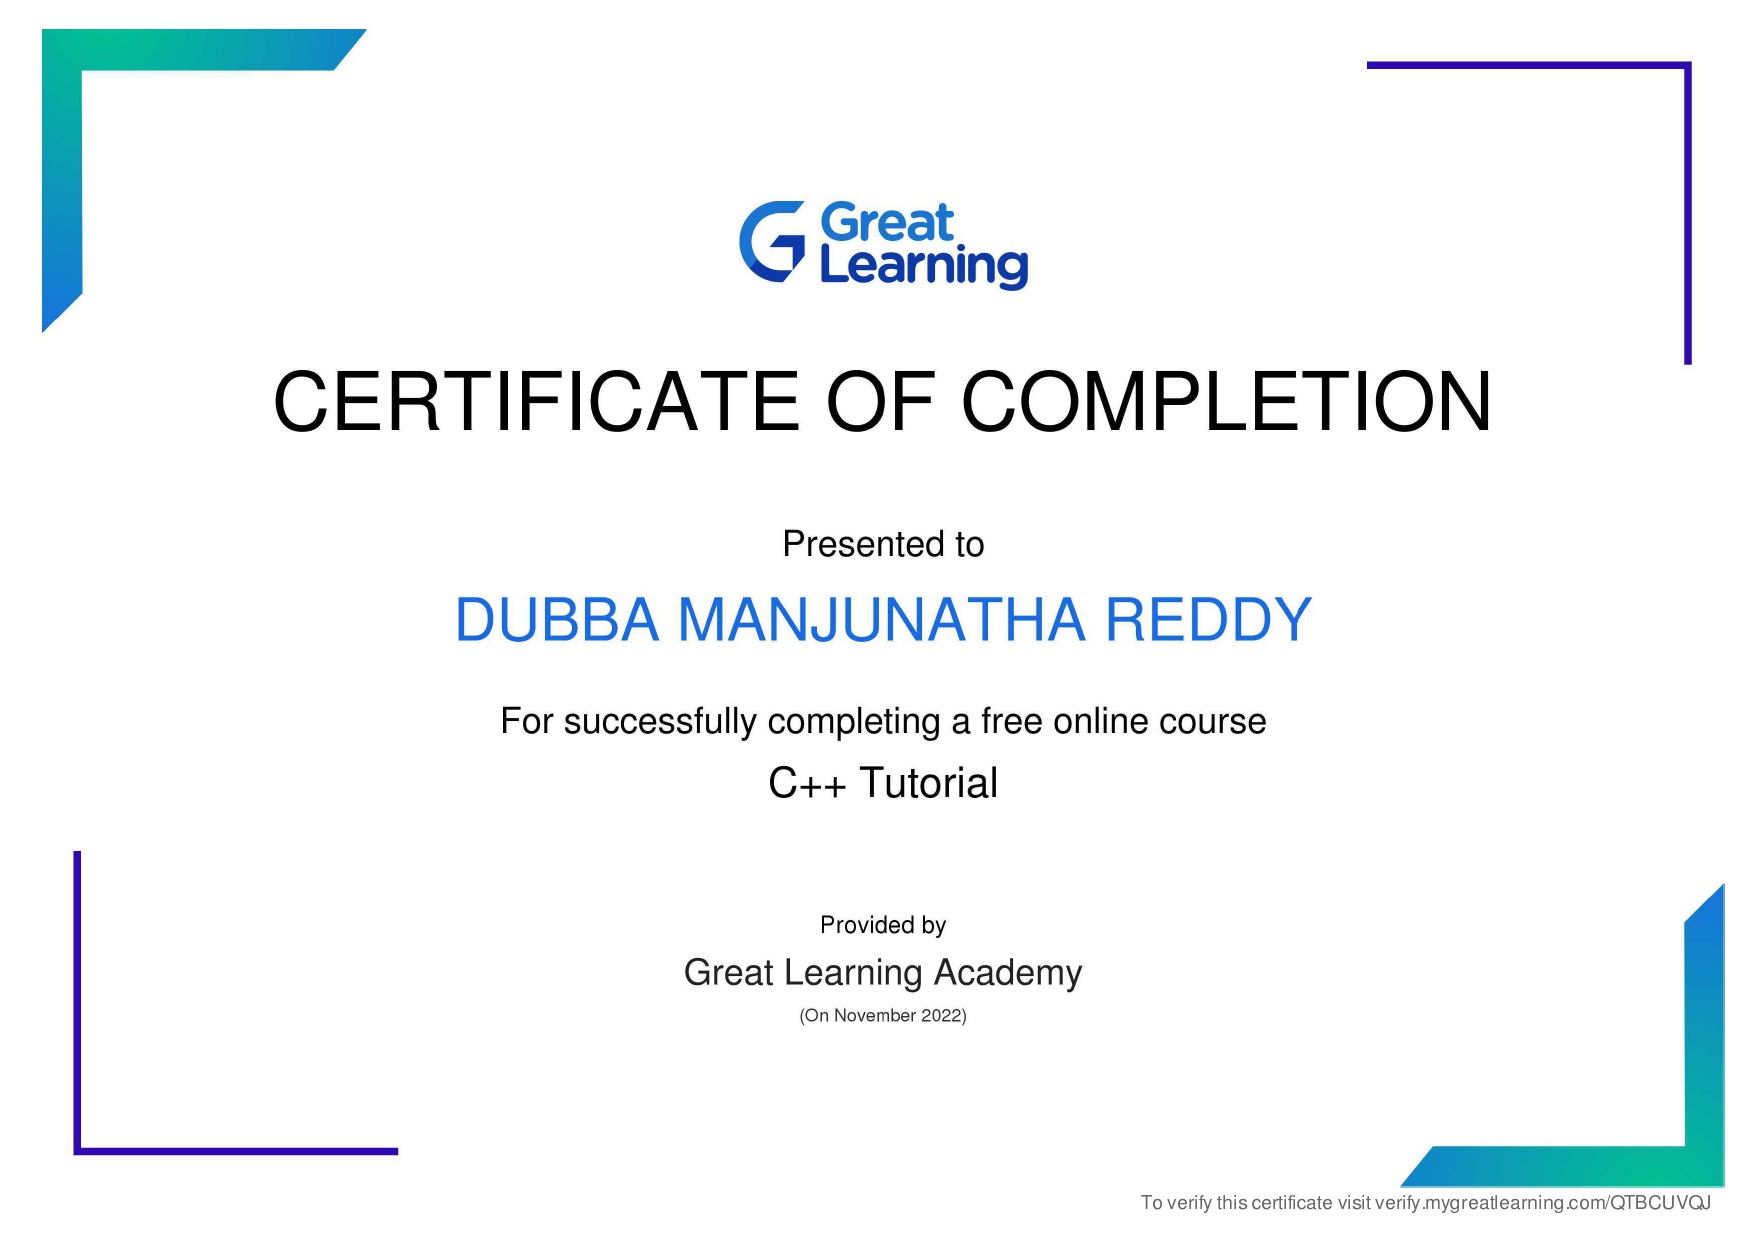 Great
Learning
CERTIFICATE OF COMPLETION
Presented to
DUBBA MANJUNATHA REDDY
For successfully completing a free online course
C++ Tutorial
Provided by
Great Learning Academy
(On November 2022)
To verify this certificate visit verify.mygreatlearning.com/QTBCUVQJ